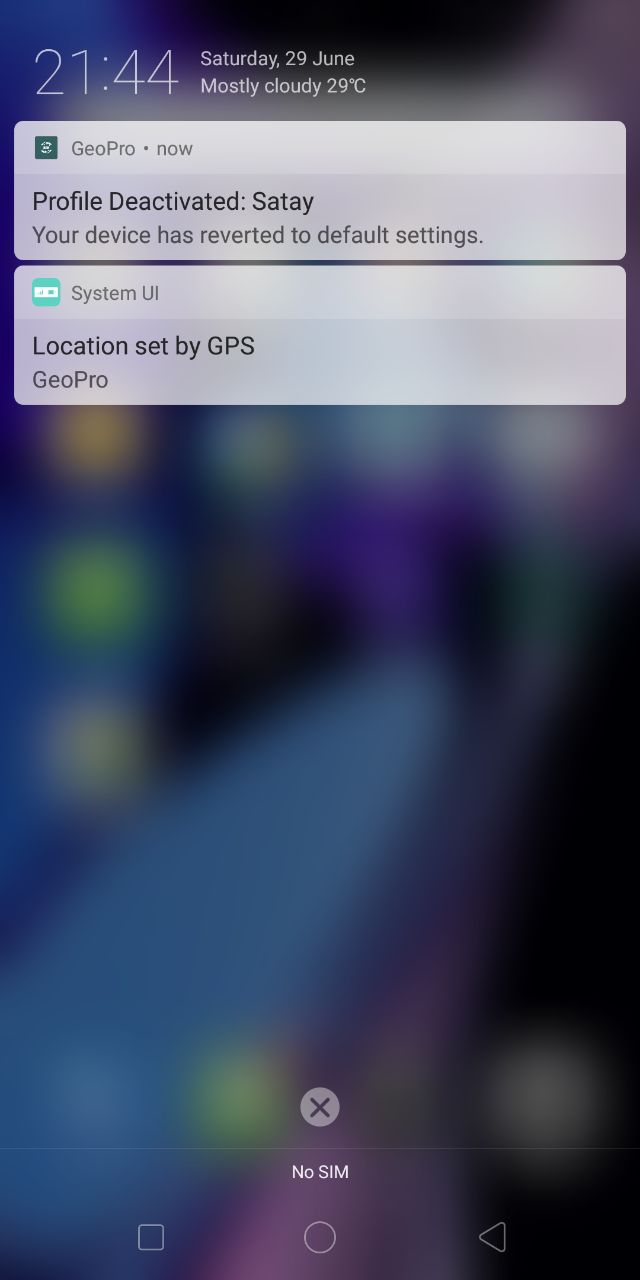 21:44
Saturday, 29 June
Mostly cloudy 29℃
GeoPro • now
Profile Deactivated: Satay
Your device has reverted to default settings.
System UI
Location set by GPS
GeoPro
No SIM